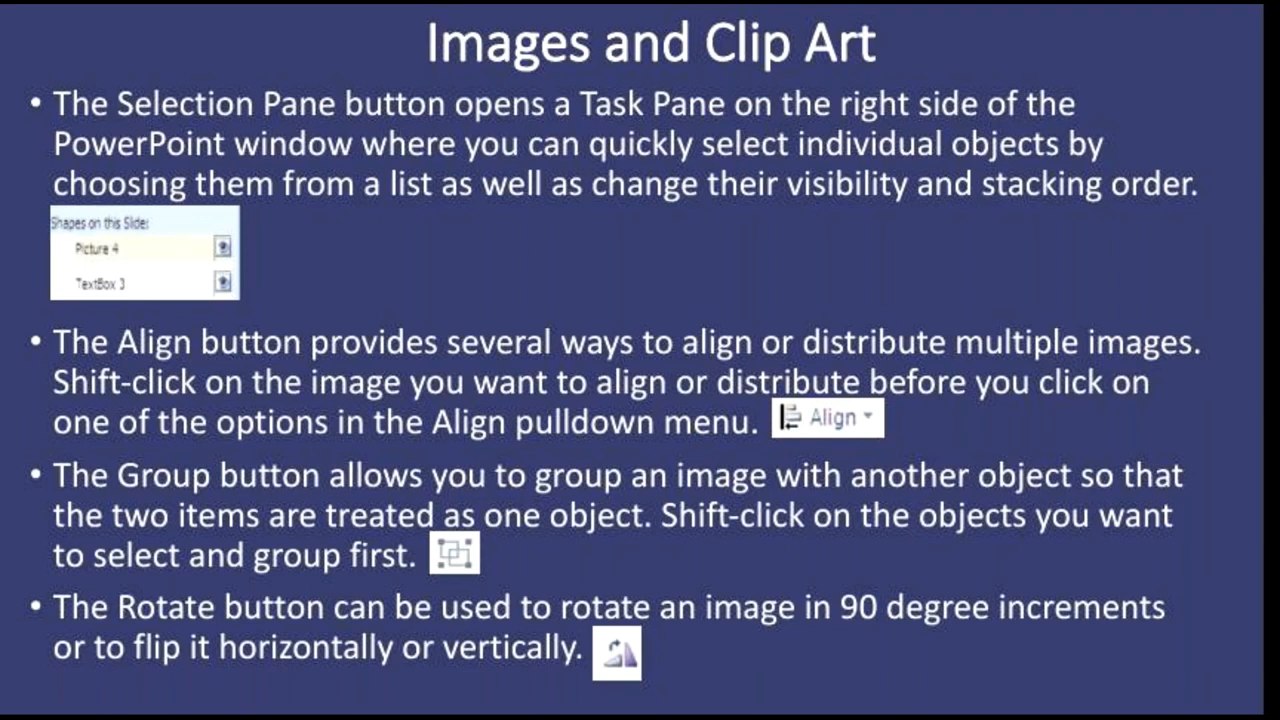 Images and Clip Art
• The Selection Pane button opens a Task Pane on the right side of the
PowerPoint window where you can quickly select individual objects by
choosing them from a list as well as change their visibility and stacking order.
Shapes on this Slide:
Picture 4
TextBox 3
• The Align button provides several ways to align or distribute multiple images.
Shift-click on the image you want to align or distribute before you click on
one of the options in the Align pulldown menu. Align
• The Group button allows you to group an image with another object so that
the two items are treated as one object. Shift-click on the objects you want
to select and group first.
• The Rotate button can be used to rotate an image in 90 degree increments
or to flip it horizontally or vertically.